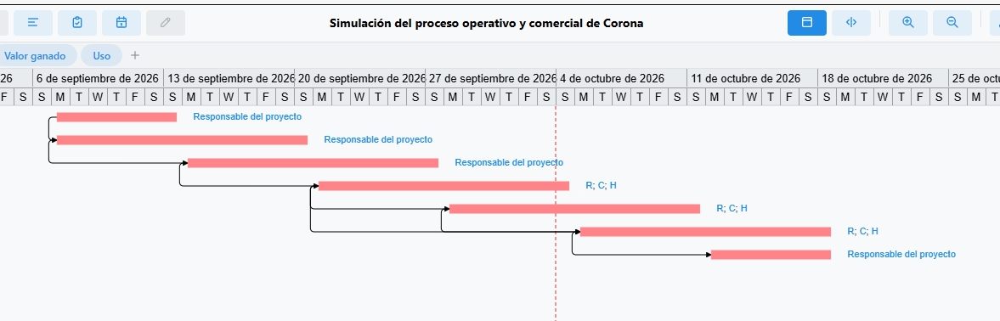 Simulación del proceso operativo y comercial de Corona
Valor ganado Uso +
26 6 de septiembre de 2026 13 de septiembre de 2026 20 de septiembre de 2026 27 de septiembre de 2026 4 de octubre de 2026 11 de octubre de 2026 18 de octubre de 2026 25 de octu
F S S M T W T F S S M T W T F S S M T W T F S S M T W T F S S M T W T F S S M T W T F S S M T W T F S S M T
Responsable del proyecto
Responsable del proyecto
Responsable del proyecto
R; C; H
R; C; H
R; C; H
Responsable del proyecto